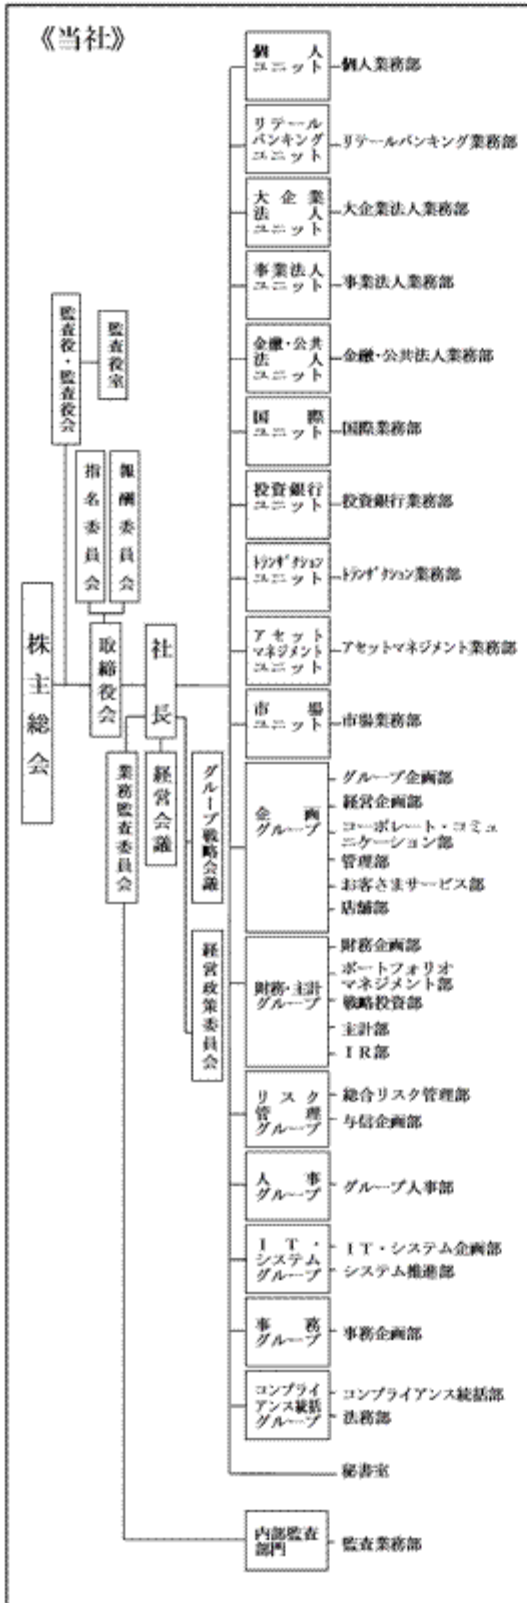 《当社》
株主総会
監査役・監査役会
監査役室
指名委員会
報酬委員会
取締役会
社長
業務監査委員会
経営会議
グループ戦略会議
経営政策委員会
個人
ユニット
個人業務部
リテール
バンキング
ユニット
リテールバンキング業務部
大企業
法人
ユニット
大企業法人業務部
事業法人
ユニット
事業法人業務部
金融・公共
法人
ユニット
金融・公共法人業務部
国際
ユニット
国際業務部
投資銀行
ユニット
投資銀行業務部
トランザクション
ユニット
トランザクション業務部
アセット
マネジメント
ユニット
アセットマネジメント業務部
市場
ユニット
市場業務部
企画
グループ
グループ企画部
経営企画部
コーポレート・コミュ
ニケーション部
管理部
お客さまサービス部
店舗部
財務・主計
グループ
財務企画部
ポートフォリオ
マネジメント部
戦略投資部
主計部
IR部
リスク
管理
グループ
総合リスク管理部
与信企画部
人事
グループ
グループ人事部
IT・
システム
グループ
IT・システム企画部
システム推進部
事務
グループ
事務企画部
コンプライ
アンス統括
グループ
コンプライアンス統括部
法務部
秘書室
内部監査
部門
監査業務部